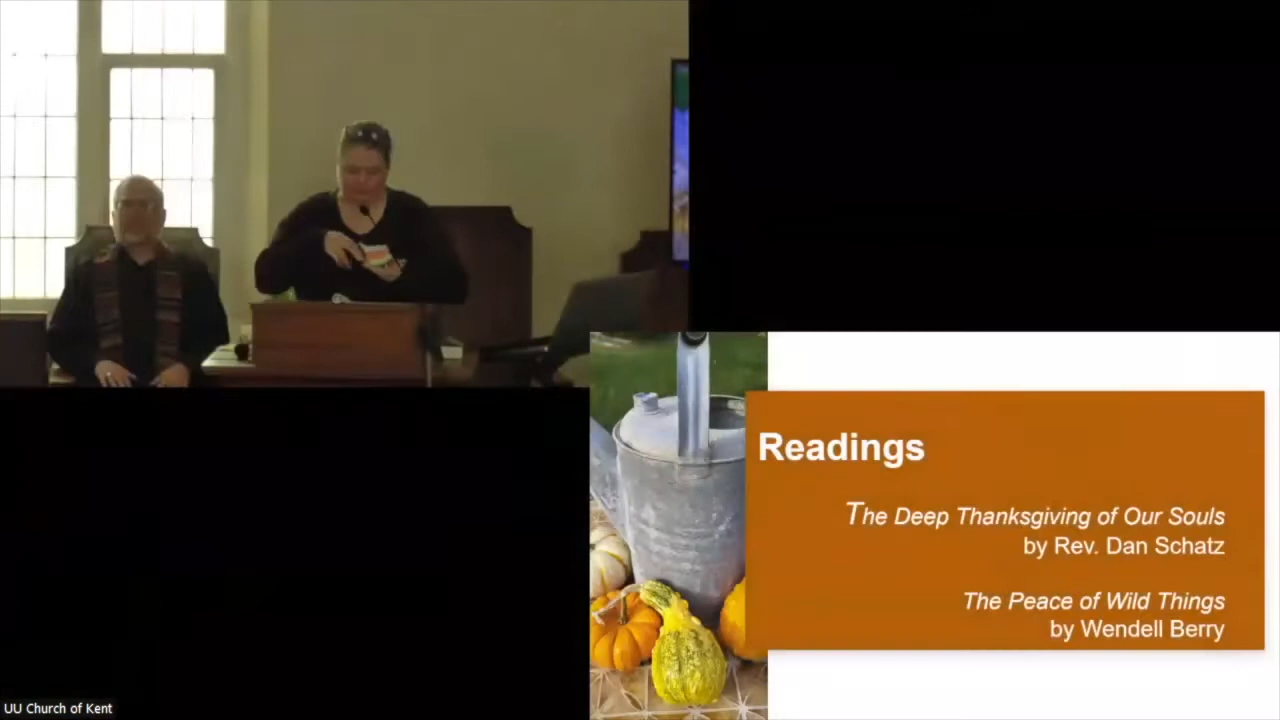 Readings
The Deep Thanksgiving of Our Souls
by Rev. Dan Schatz
The Peace of Wild Things
by Wendell Berry
UU Church of Kent